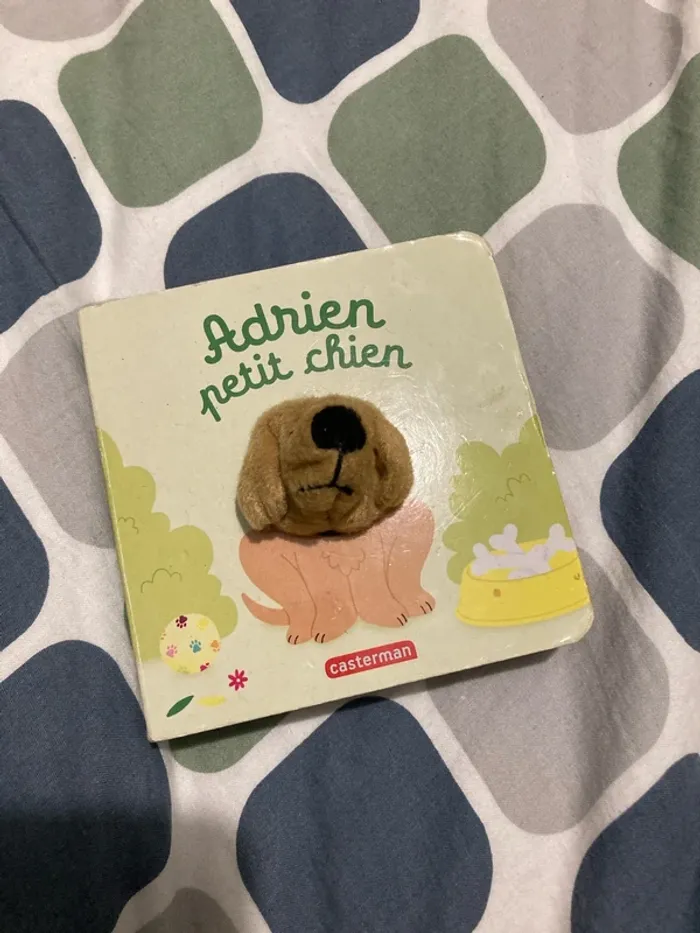 Adrien
petit chien
casterman